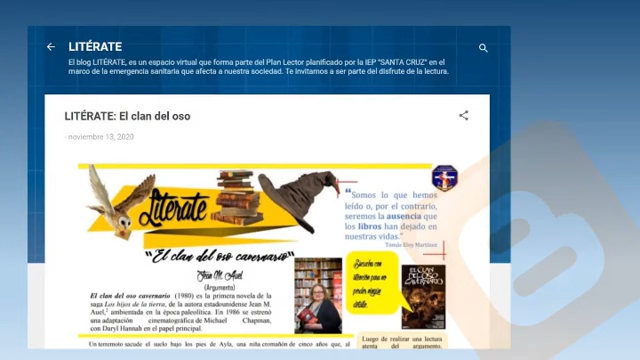 LITÉRATE
El blog LITÉRATE, es un espacio virtual que forma parte del Plan Lector planificado por la IEP "SANTA CRUZ" en el
marco de la emergencia sanitaria que afecta a nuestra sociedad. Te invitamos a ser parte del disfrute de la lectura.
LITÉRATE: El clan del oso
- noviembre 13, 2020
Litérate
"Somos lo que hemos
leído o, por el contrario,
seremos la ausencia que
los libros han dejado en
nuestras vidas."
Tomás Eloy Martínez
"El clan del oso cavernario"
Jean M. Auel
(Argumento)
El clan del oso cavernario (1980) es la primera novela de la
saga Los hijos de la tierra, de la autora estadounidense Jean M.
Auel,² ambientada en la época paleolítica. En 1986 se estrenó
una adaptación cinematográfica de Michael Chapman,
con Daryl Hannah en el papel principal.
Escucha con
atención para no
perder ningún
detalle.
EL CLAN
DEL OSO
CAVERNARIO
Un terremoto sacude el suelo bajo los pies de Ayla, una niña cromañón de cinco años que, al
Luego de realizar una lectura
atenta del argumento,